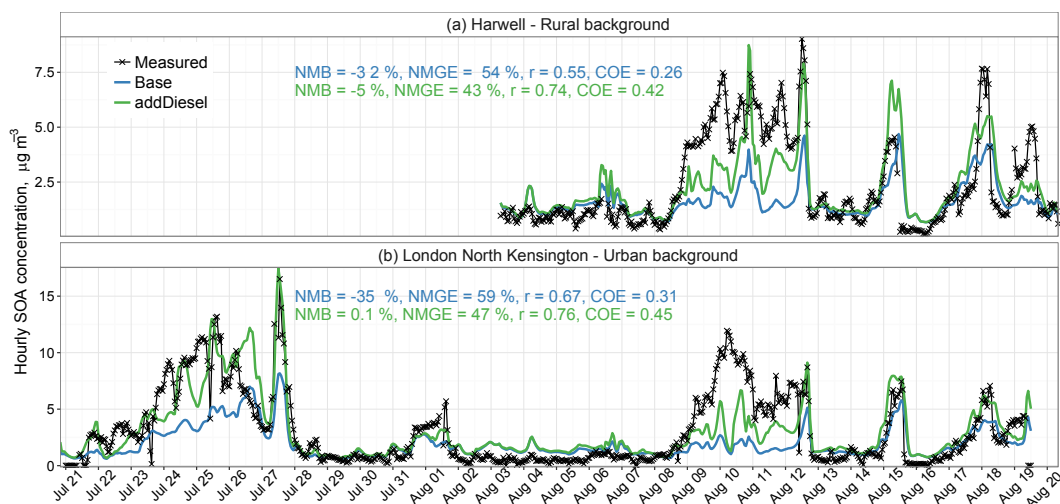 (a) Harwell - Rural background
Measured
Base
addDiesel
NMB = -3 2 %, NMGE = 54 %, r = 0.55, COE = 0.26
NMB = -5 %, NMGE = 43 %, r = 0.74, COE = 0.42
7.5
5.0
2.5
Hourly SOA concentration, μg m⁻³
(b) London North Kensington - Urban background
NMB = -35 %, NMGE = 59 %, r = 0.67, COE = 0.31
NMB = 0.1 %, NMGE = 47 %, r = 0.76, COE = 0.45
15
10
5
0
Jul 21
Jul 22
Jul 23
Jul 24
Jul 25
Jul 26
Jul 27
Jul 28
Jul 29
Jul 30
Jul 31
Aug 01
Aug 02
Aug 03
Aug 04
Aug 05
Aug 06
Aug 07
Aug 08
Aug 09
Aug 10
Aug 11
Aug 12
Aug 13
Aug 14
Aug 15
Aug 16
Aug 17
Aug 18
Aug 19